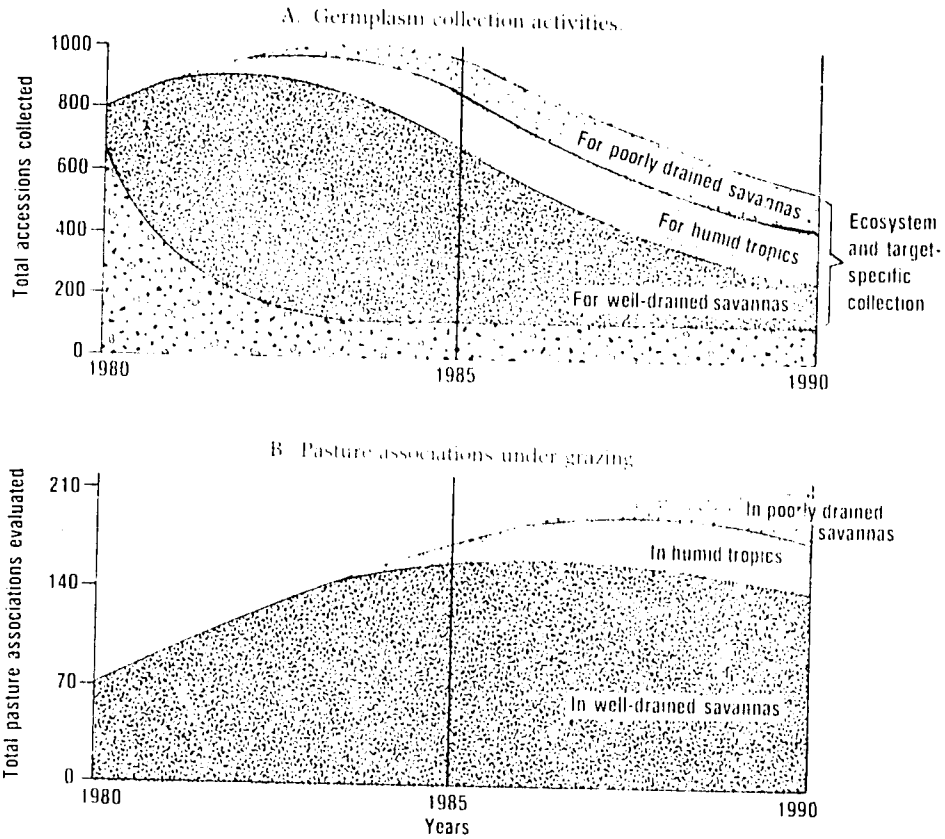 A. Germplasm collection activities.
Total accessions collected
1000
800
600
400
200
0
1980
1985
1990
For poorly drained savannas
For humid tropics
For well-drained savannas
Ecosystem
and target-
specific
collection
B. Pasture associations under grazing
Total pasture associations evaluated
210
140
70
0
1980
1985
1990
Years
In poorly drained
savannas
In humid tropics
In well-drained savannas